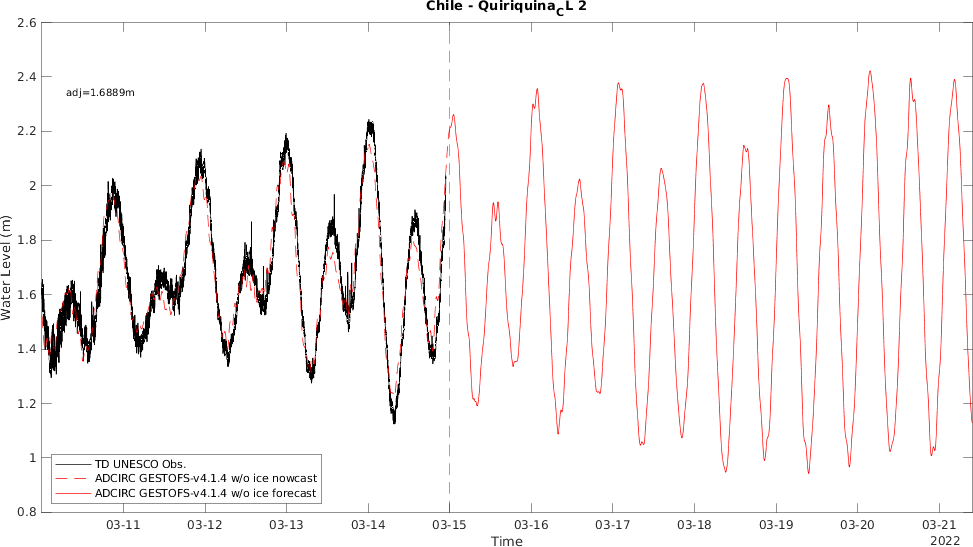 Chile - Quiriquina_CL 2
2.6
2.4
2.2
2
1.8
1.6
1.4
1.2
1
0.8
Water Level (m)
adj=1.6889m
TD UNESCO Obs.
ADCIRC GESTOFS-v4.1.4 w/o ice nowcast
ADCIRC GESTOFS-v4.1.4 w/o ice forecast
03-11 03-12 03-13 03-14 03-15 03-16 03-17 03-18 03-19 03-20 03-21
Time
2022